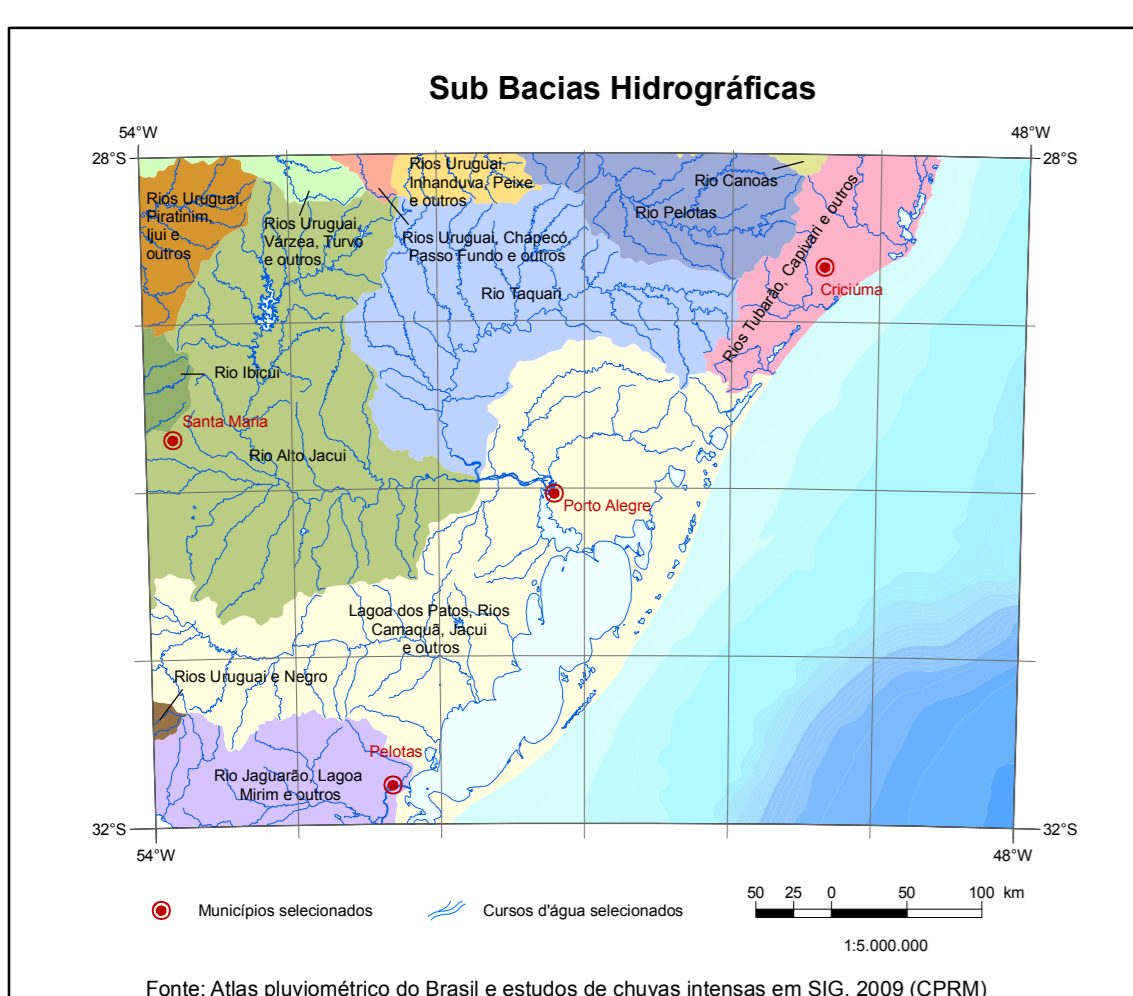 Sub Bacias Hidrográficas
54°W
48°W
28°S
28°S
Rios Uruguai,
Inhanduva, Peixe
e outros
Rio Canoas
Rios Uruguai,
Piratinim,
Ijui e
outros
Rio Pelotas
Rios Uruguai,
Várzea, Turvo
e outros
Rios Uruguai, Chapecó,
Passo Fundo e outros
Rios Tubarão, Capivari e outros
Rio Taquari
Criciúma
Rio Ibicui
Santa Maria
Rio Alto Jacui
Porto Alegre
Lagoa dos Patos, Rios
Camaquã, Jacui
e outros
Rios Uruguai e Negro
Pelotas
Rio Jaguarão, Lagoa
Mirim e outros
32°S
32°S
54°W
48°W
50 25 0 50 100 km
Municípios selecionados
Cursos d'água selecionados
1:5.000.000
Fonte: Atlas pluviométrico do Brasil e estudos de chuvas intensas em SIG, 2009 (CPRM)